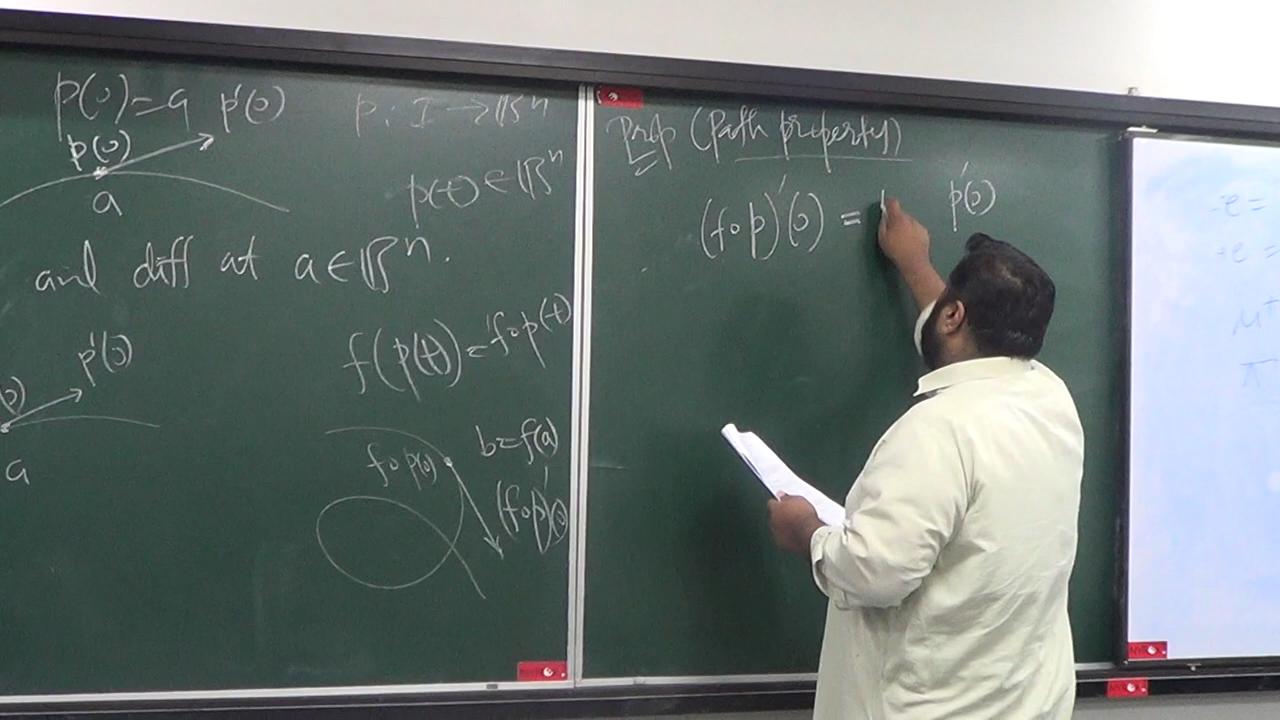 p(0)=a p'(0) p : I → ℝⁿ
p(0)
a
p(t) ∈ ℝⁿ
and diff at a ∈ ℝⁿ.
p'(0)
a
f(p(t)) = f∘p(t)
b=f(a)
f∘p(0)
(f∘p)'(0)
Prop (Path property)
(f∘p)'(0) = p'(0)
-e =
+e =